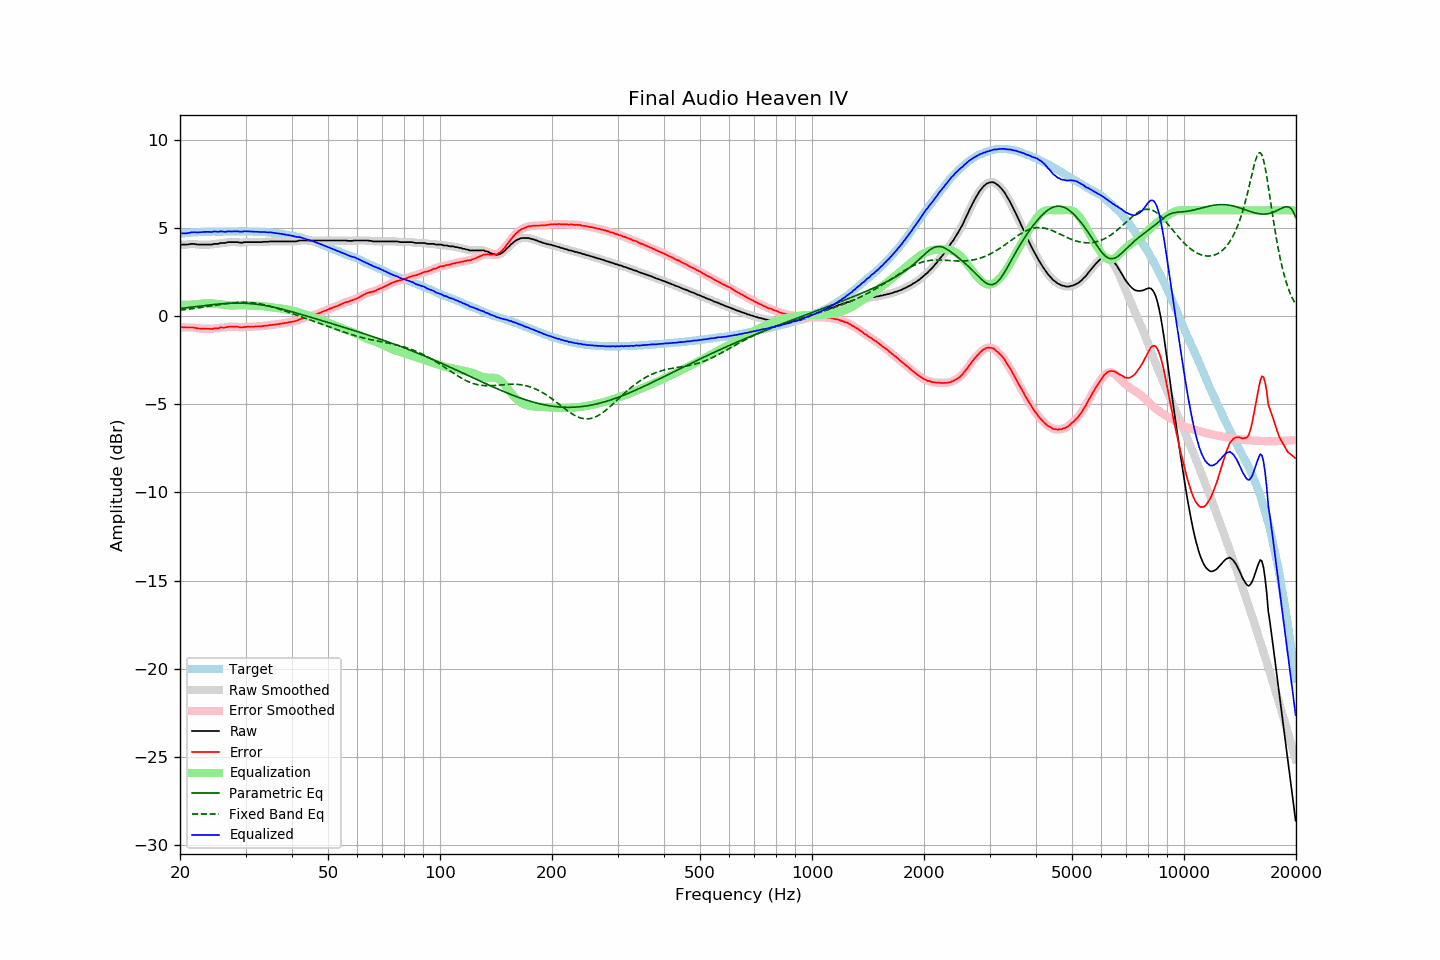 Final Audio Heaven IV
Amplitude (dBr)
10
5
0
−5
−10
−15
−20
−25
−30
Target
Raw Smoothed
Error Smoothed
Raw
Error
Equalization
Parametric Eq
Fixed Band Eq
Equalized
20 50 100 200 500 1000 2000 5000 10000 20000
Frequency (Hz)